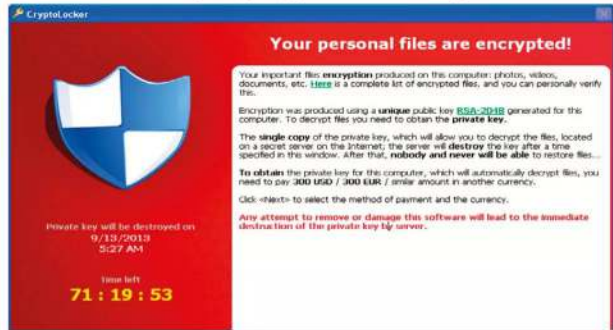 CryptoLocker
Your personal files are encrypted!
Your important files encryption produced on this computer: photos, videos,
documents, etc. Here is a complete list of encrypted files, and you can personally verify
this.
Encryption was produced using a unique public key RSA-2048 generated for this
computer. To decrypt files you need to obtain the private key.
The single copy of the private key, which will allow you to decrypt the files, located
on a secret server on the Internet; the server will destroy the key after a time
specified in this window. After that, nobody and never will be able to restore files...
To obtain the private key for this computer, which will automatically decrypt files, you
need to pay 300 USD / 300 EUR / similar amount in another currency.
Click «Next» to select the method of payment and the currency.
Any attempt to remove or damage this software will lead to the immediate
destruction of the private key by server.
Private key will be destroyed on
9/13/2013
5:27 AM
Time left
71 : 19 : 53